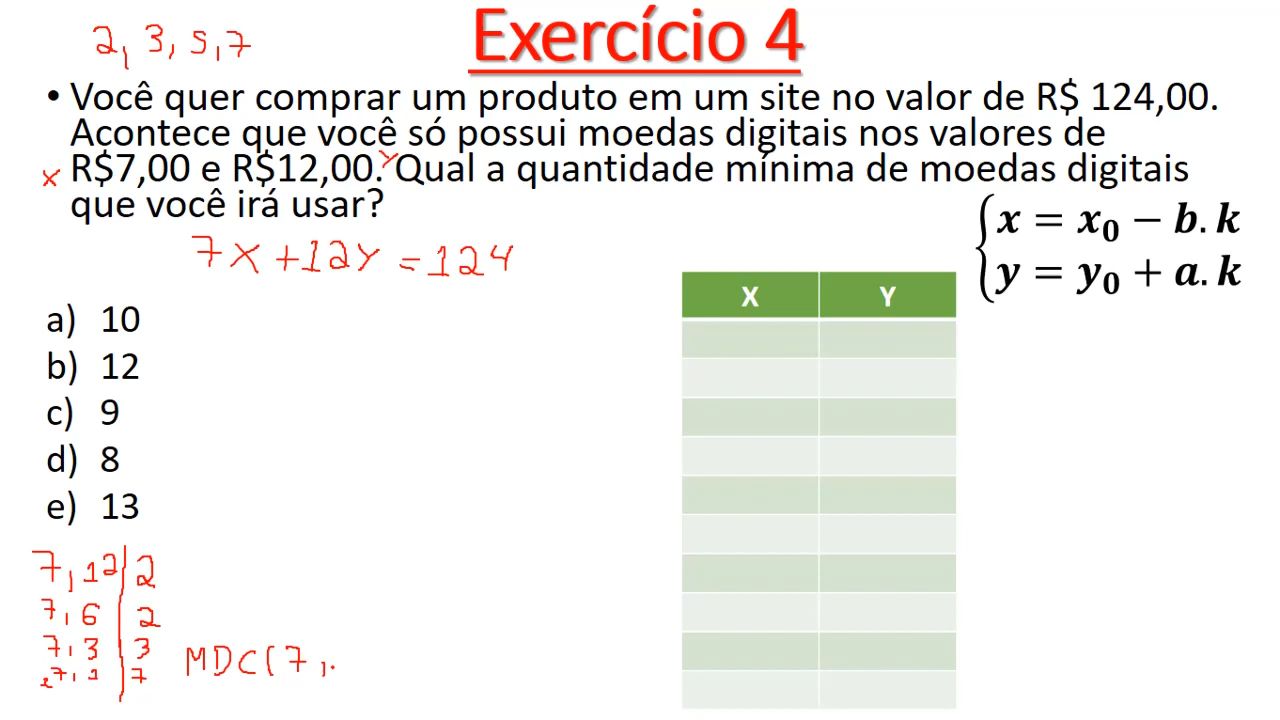 2, 3, 5, 7
Exercício 4
• Você quer comprar um produto em um site no valor de R$ 124,00.
Acontece que você só possui moedas digitais nos valores de
x R$7,00 e R$12,00. y Qual a quantidade mínima de moedas digitais
que você irá usar?
7x + 12y = 124
x = x₀ − b. k
y = y₀ + a. k
X Y
a) 10
b) 12
c) 9
d) 8
e) 13
7, 12 | 2
7, 6 | 2
7, 3 | 3
7, 1 | 7
MDC(7,